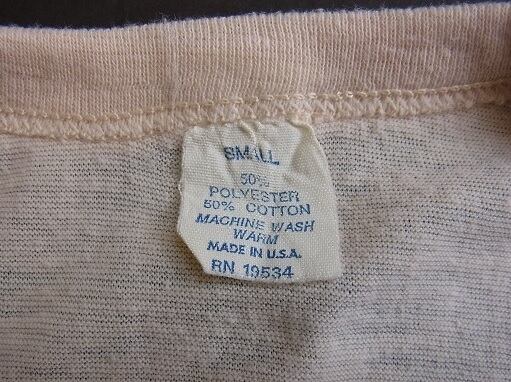 SMALL
50%
POLYESTER
50% COTTON
MACHINE WASH
WARM
MADE IN U.S.A.
RN 19534